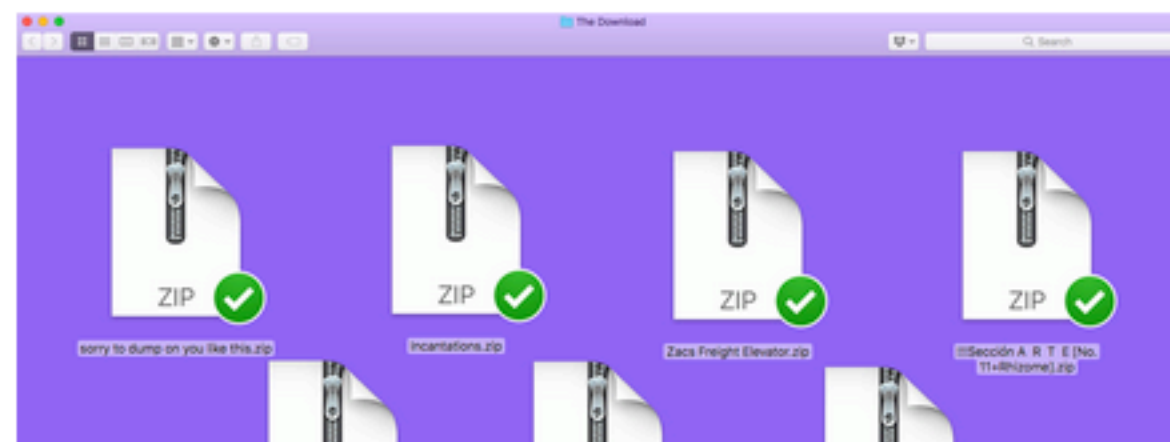 The Download
Search
ZIP
ZIP
ZIP
ZIP
sorry to dump on you like this.zip
Incantations.zip
Zacs Freight Elevator.zip
!!!Sección A R T E [No.
11+Rhizome].zip